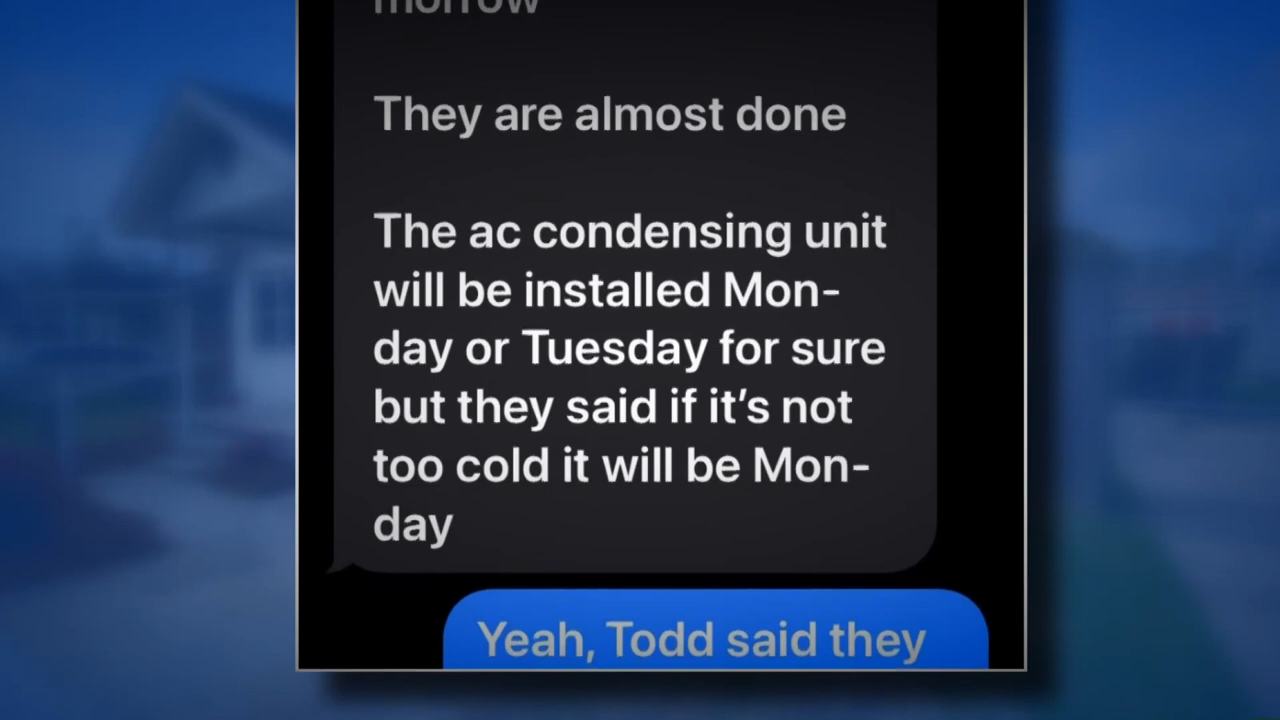 morrow
They are almost done
The ac condensing unit
will be installed Mon-
day or Tuesday for sure
but they said if it’s not
too cold it will be Mon-
day
Yeah, Todd said they